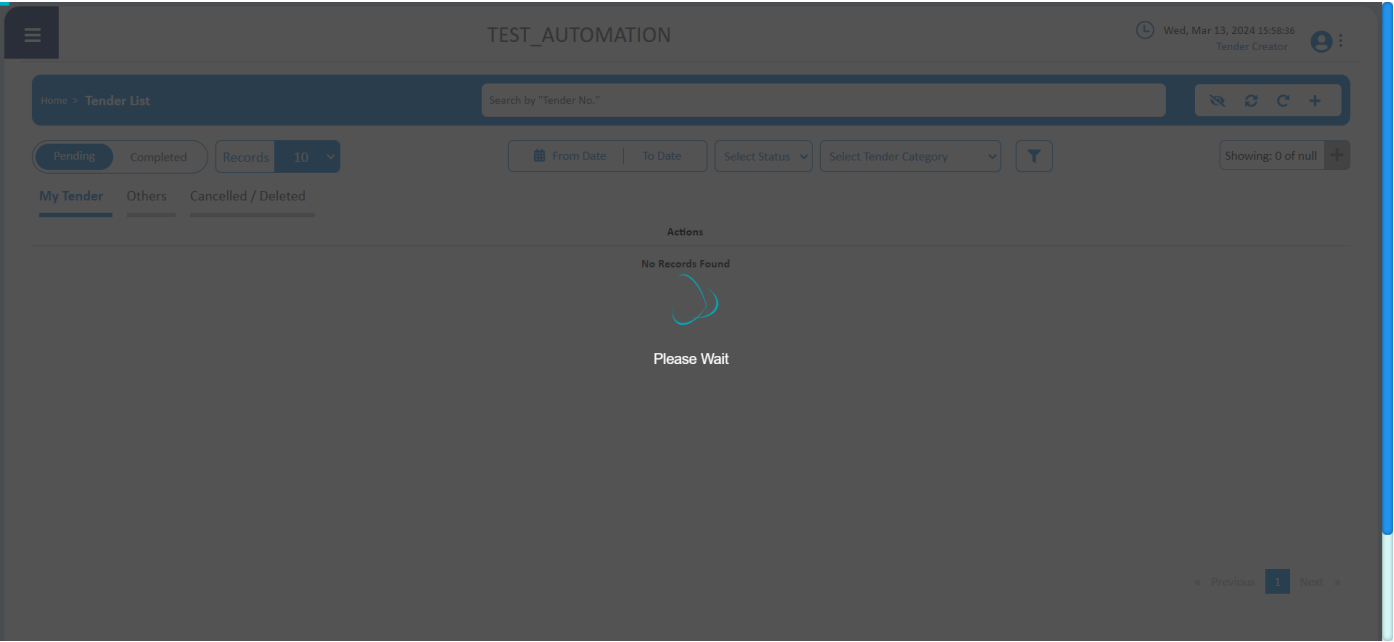 TEST_AUTOMATION
Wed, Mar 13, 2024 15:58:36
Tender Creator
Home > Tender List
Search by "Tender No."
Pending
Completed
Records 10
From Date
To Date
Select Status
Select Tender Category
Showing: 0 of null +
My Tender
Others
Cancelled / Deleted
Actions
No Records Found
Please Wait
« Previous 1 Next »